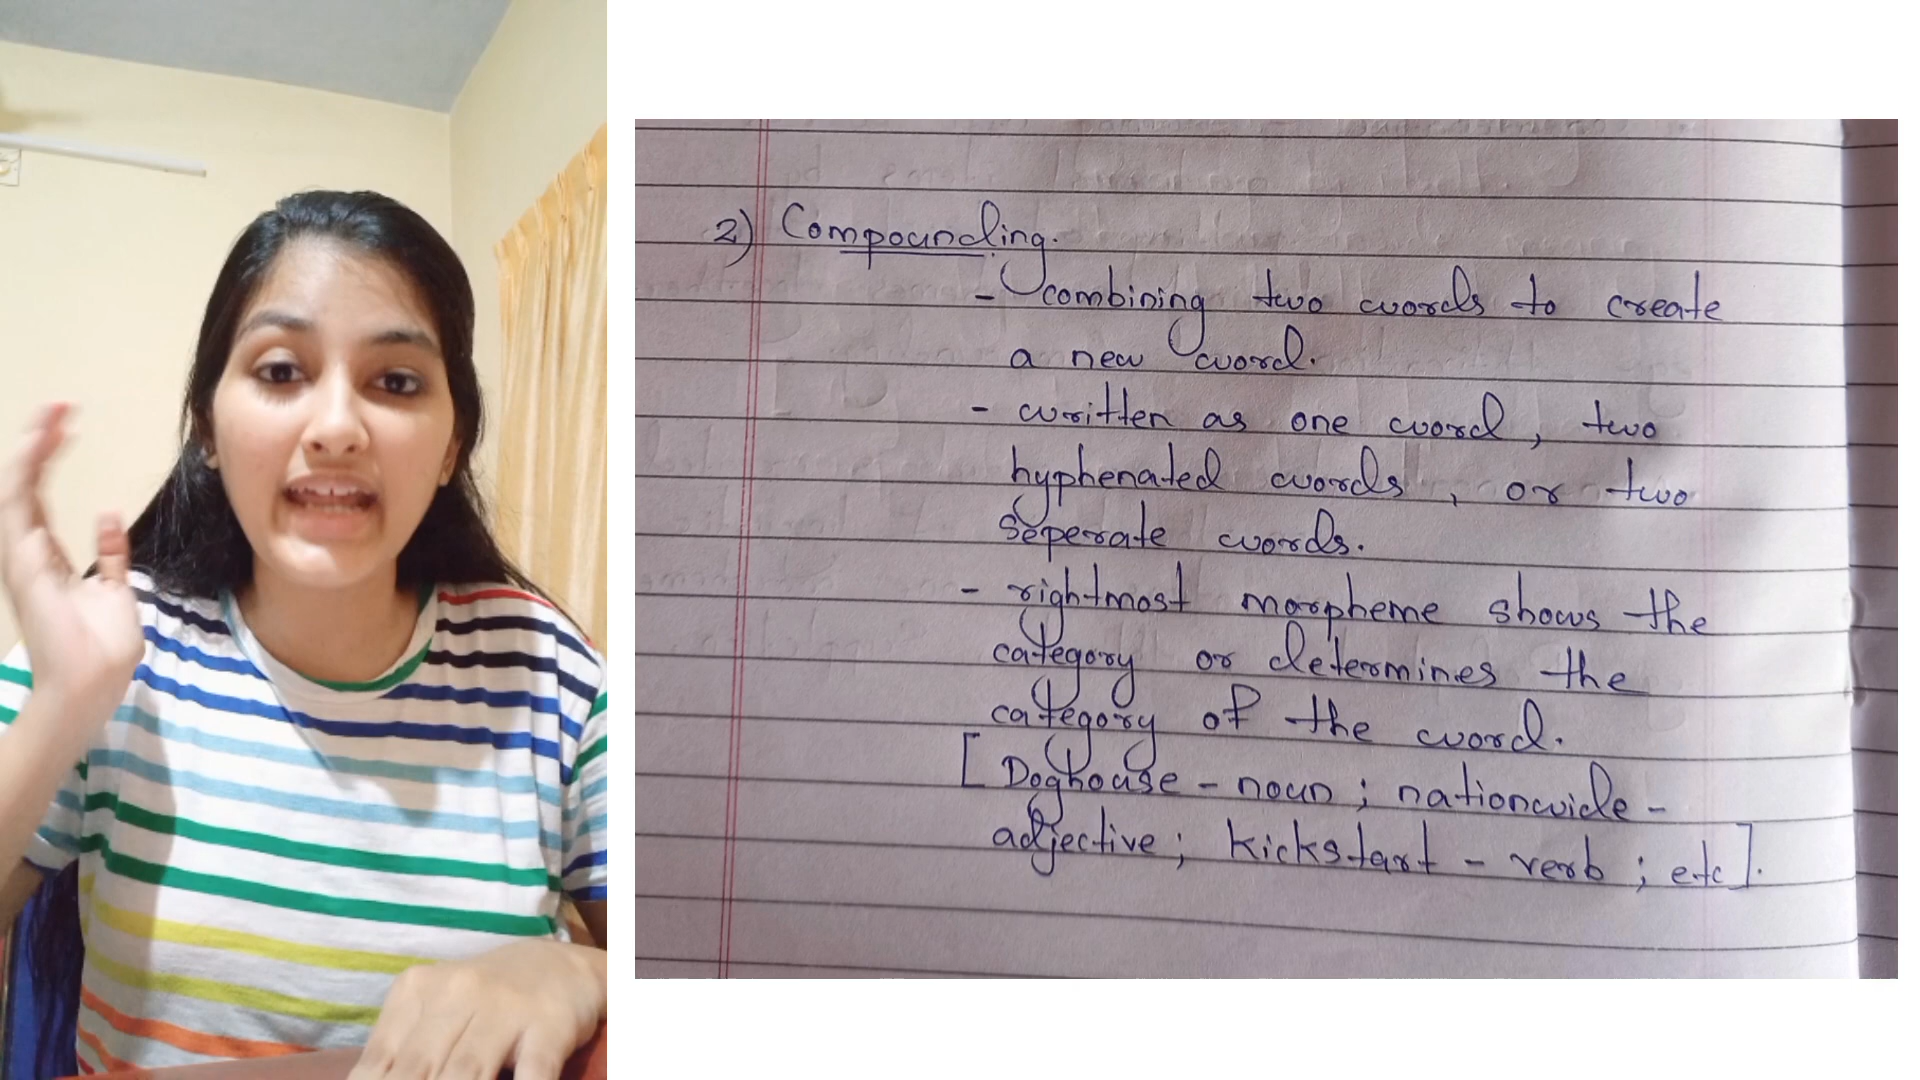 2) Compounding.
- combining two words to create
a new word.
- written as one word, two
hyphenated words, or two
seperate words.
- rightmost morpheme shows the
category or determines the
category of the word.
[Doghouse - noun ; nationwide -
adjective ; kickstart - verb ; etc].